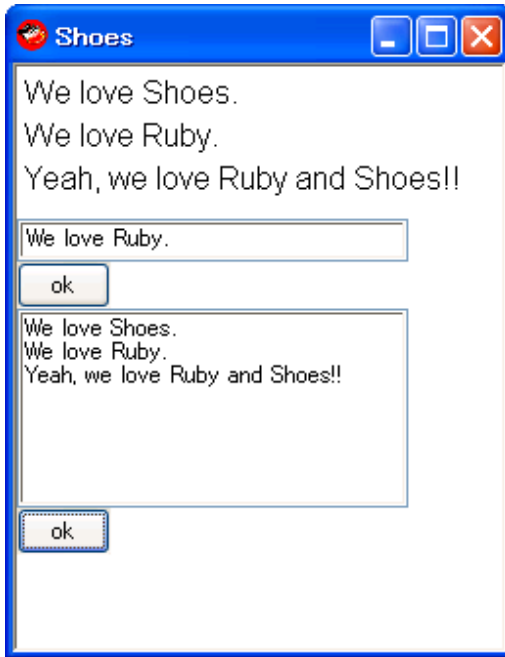 Shoes
We love Shoes.
We love Ruby.
Yeah, we love Ruby and Shoes!!
We love Ruby.
ok
We love Shoes.
We love Ruby.
Yeah, we love Ruby and Shoes!!
ok